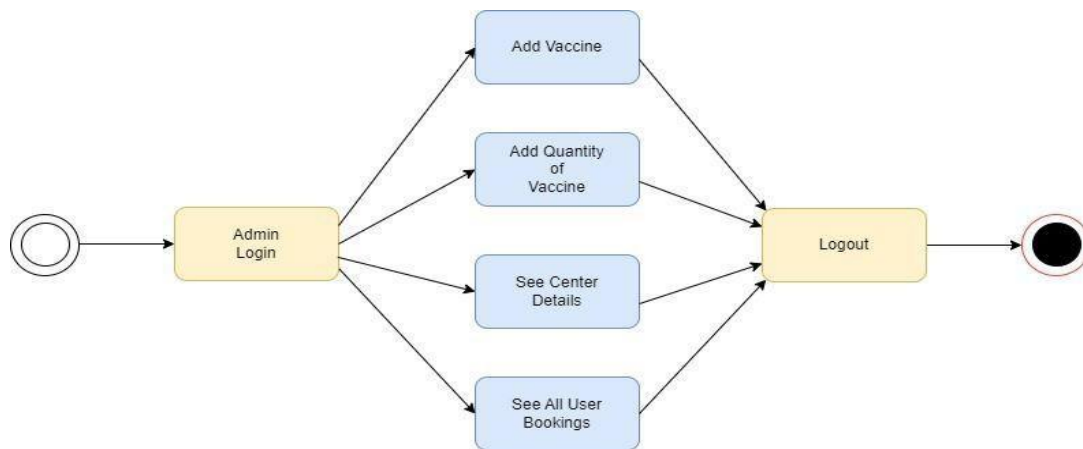 Add Vaccine
Add Quantity
of
Vaccine
Admin
Login
Logout
See Center
Details
See All User
Bookings